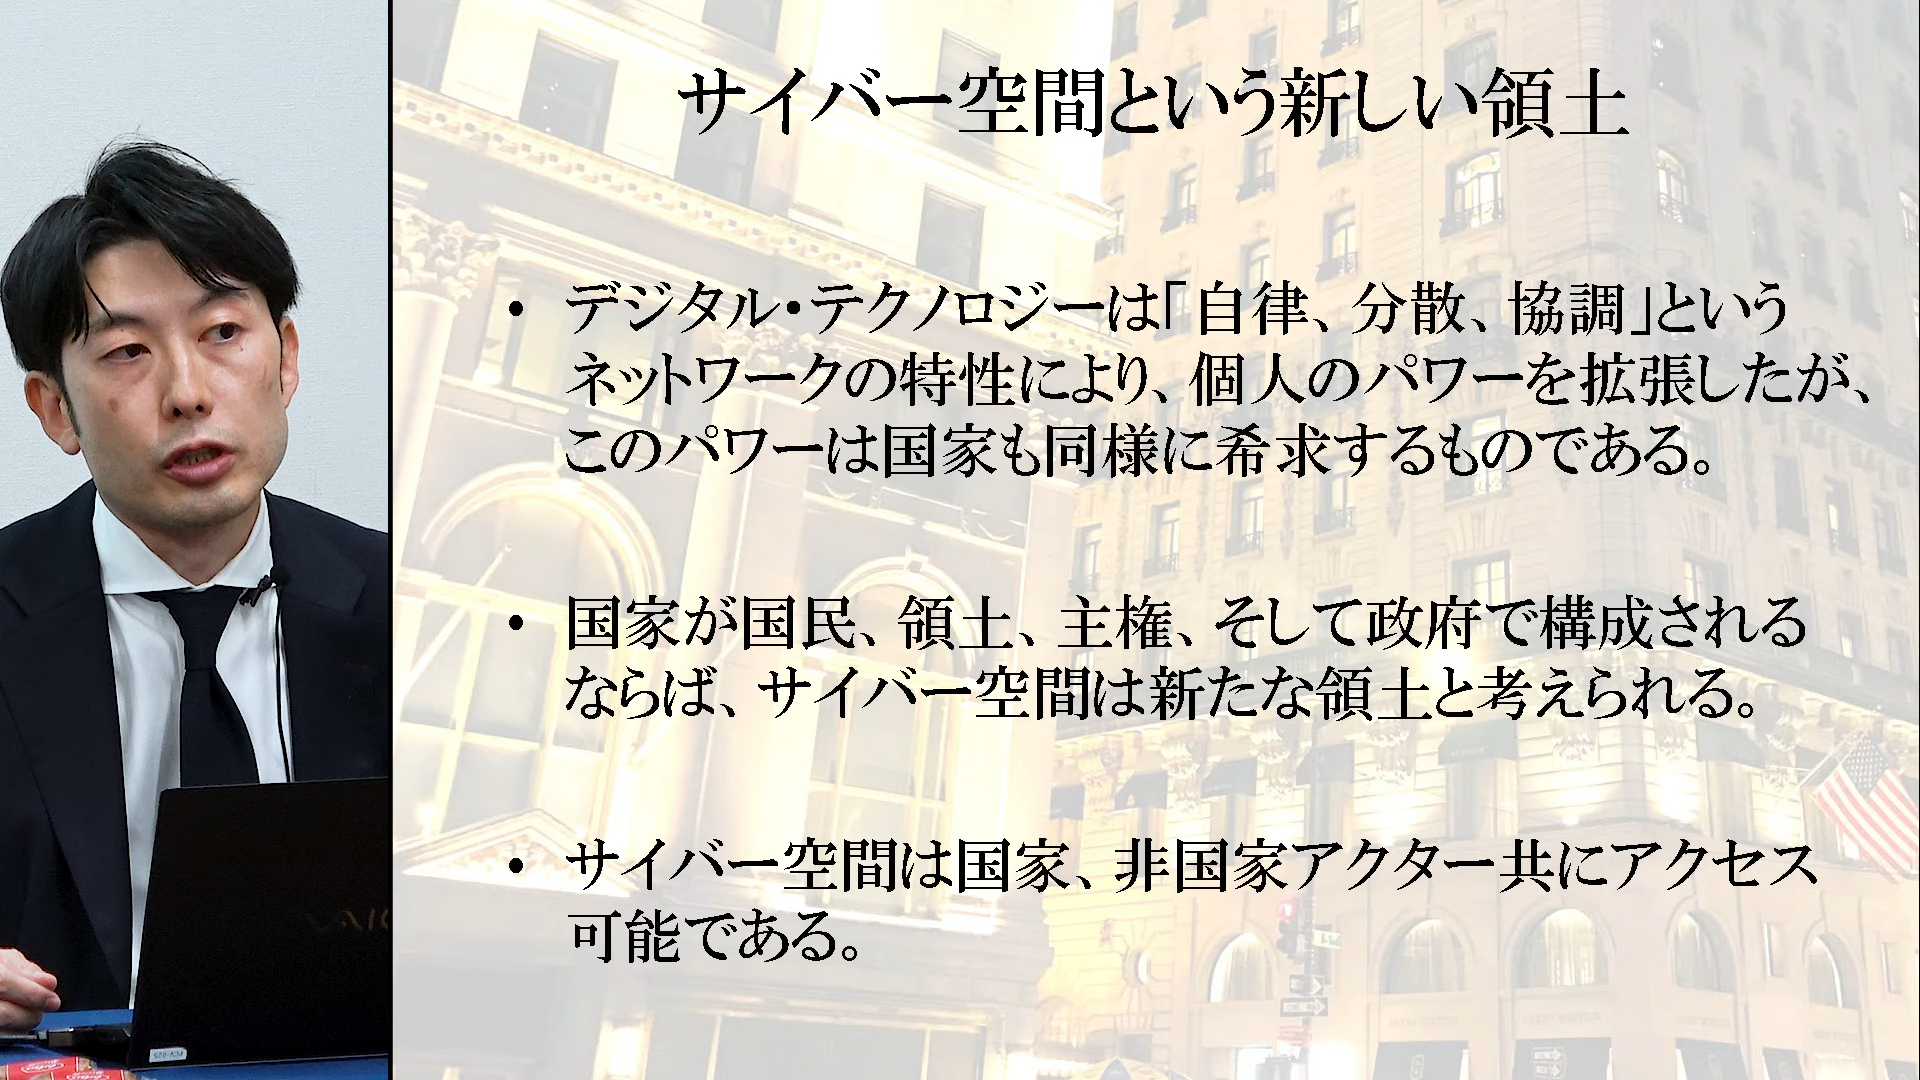 サイバー空間という新しい領土
• デジタル・テクノロジーは「自律、分散、協調」という
ネットワークの特性により、個人のパワーを拡張したが、
このパワーは国家も同様に希求するものである。
• 国家が国民、領土、主権、そして政府で構成される
ならば、サイバー空間は新たな領土と考えられる。
• サイバー空間は国家、非国家アクター共にアクセス
可能である。